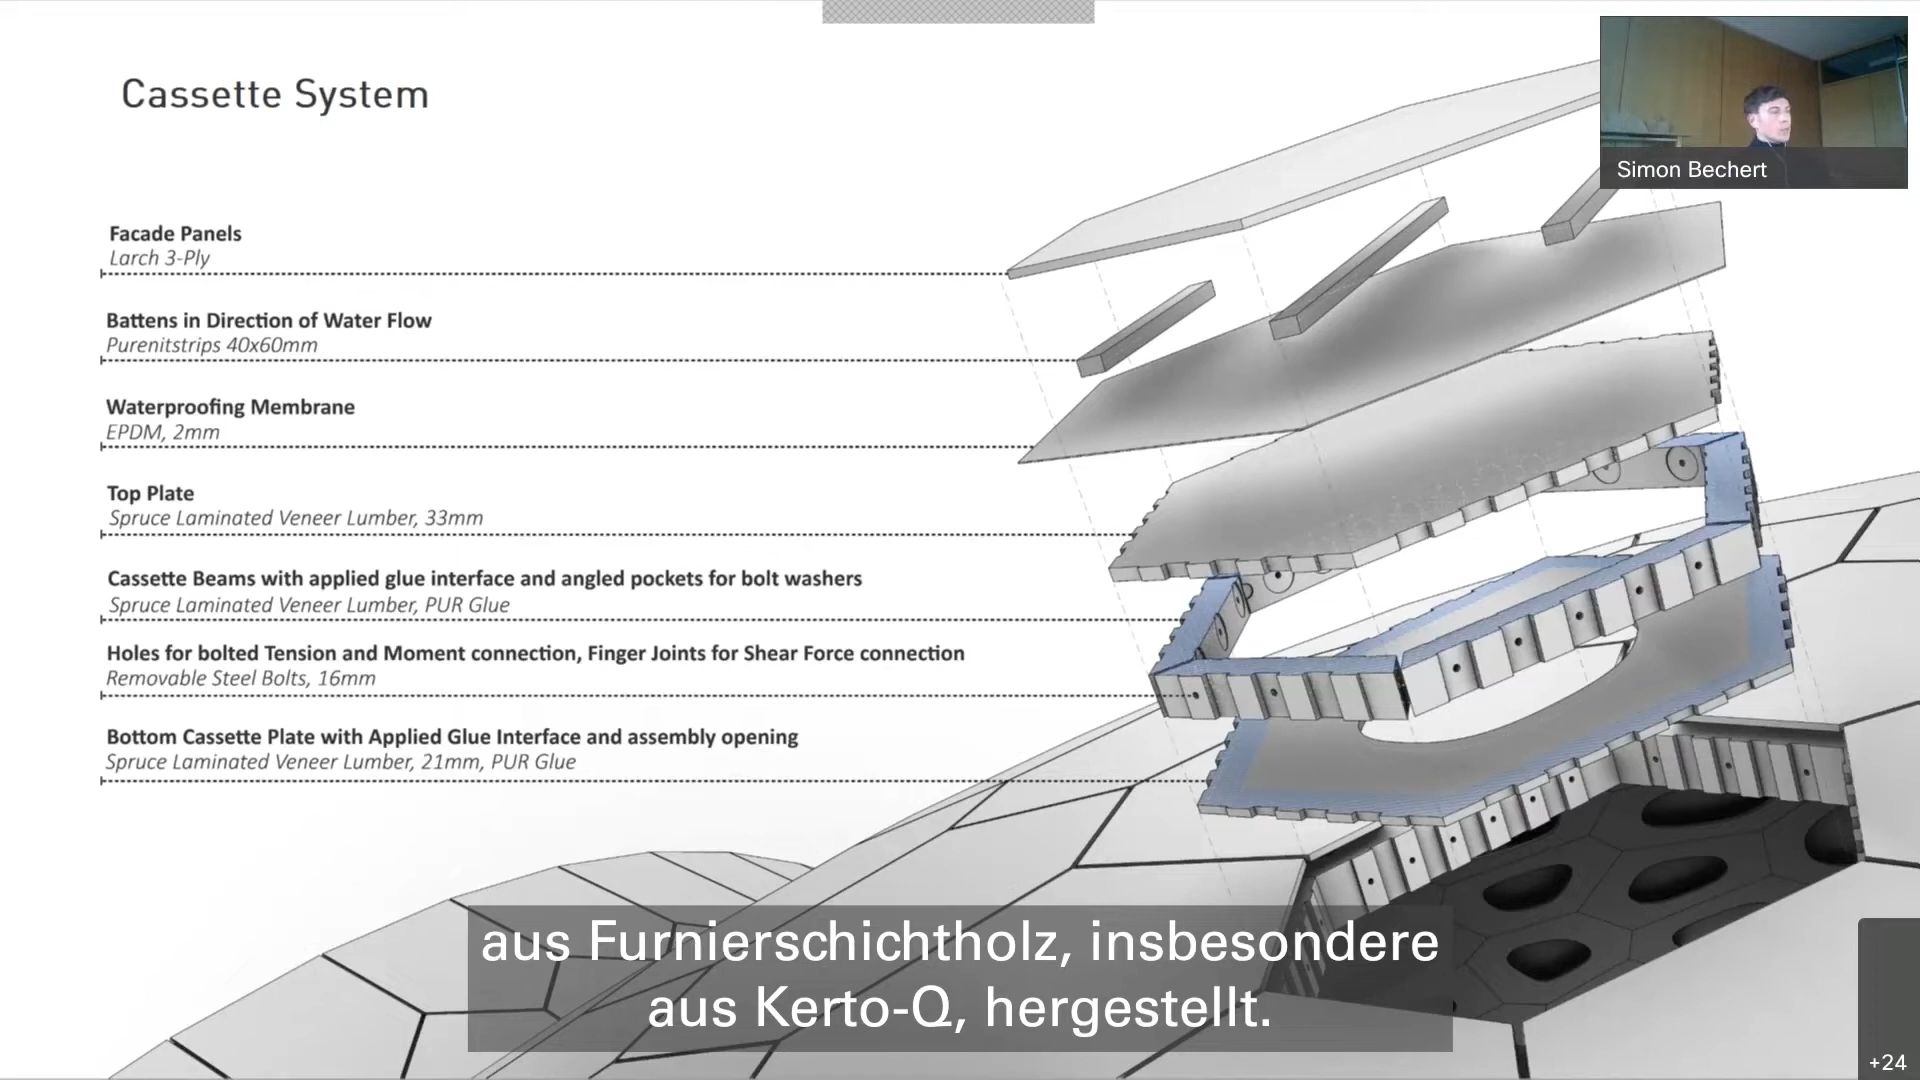 Cassette System
Simon Bechert
Facade Panels
Larch 3-Ply
Battens in Direction of Water Flow
Purenitstrips 40x60mm
Waterproofing Membrane
EPDM, 2mm
Top Plate
Spruce Laminated Veneer Lumber, 33mm
Cassette Beams with applied glue interface and angled pockets for bolt washers
Spruce Laminated Veneer Lumber, PUR Glue
Holes for bolted Tension and Moment connection, Finger Joints for Shear Force connection
Removable Steel Bolts, 16mm
Bottom Cassette Plate with Applied Glue Interface and assembly opening
Spruce Laminated Veneer Lumber, 21mm, PUR Glue
aus Furnierschichtholz, insbesondere
aus Kerto-Q, hergestellt.
+24